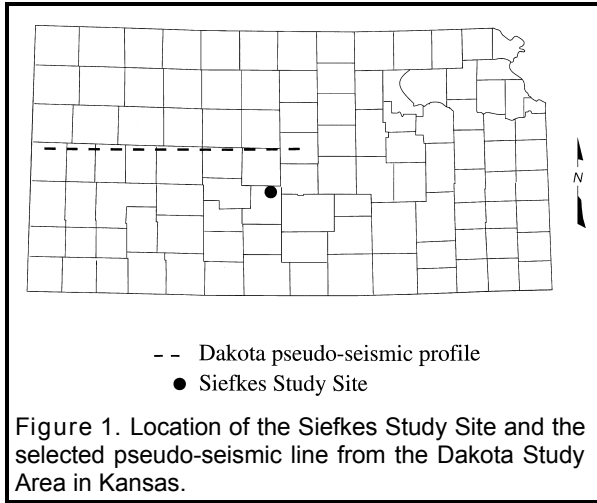 N
– – Dakota pseudo-seismic profile
● Siefkes Study Site
Figure 1. Location of the Siefkes Study Site and the
selected pseudo-seismic line from the Dakota Study
Area in Kansas.